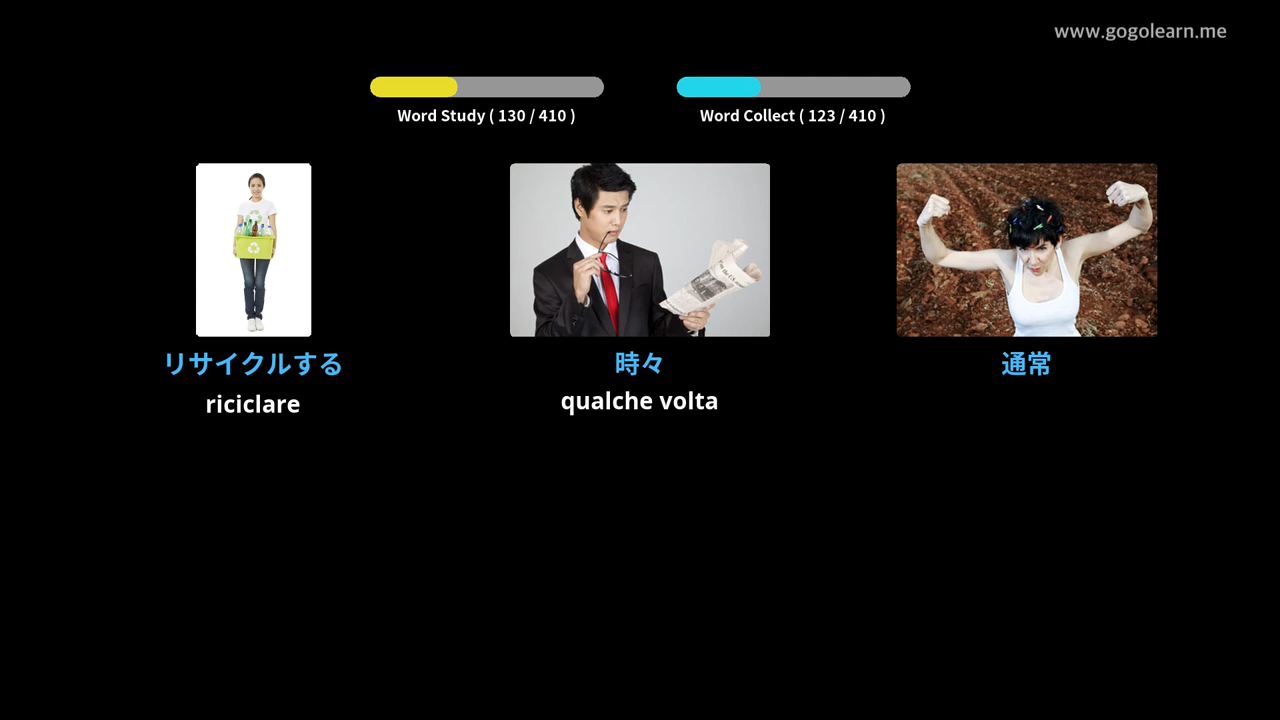 www.gogolearn.me
Word Study ( 130 / 410 )
Word Collect ( 123 / 410 )
リサイクルする
時々
通常
riciclare
qualche volta